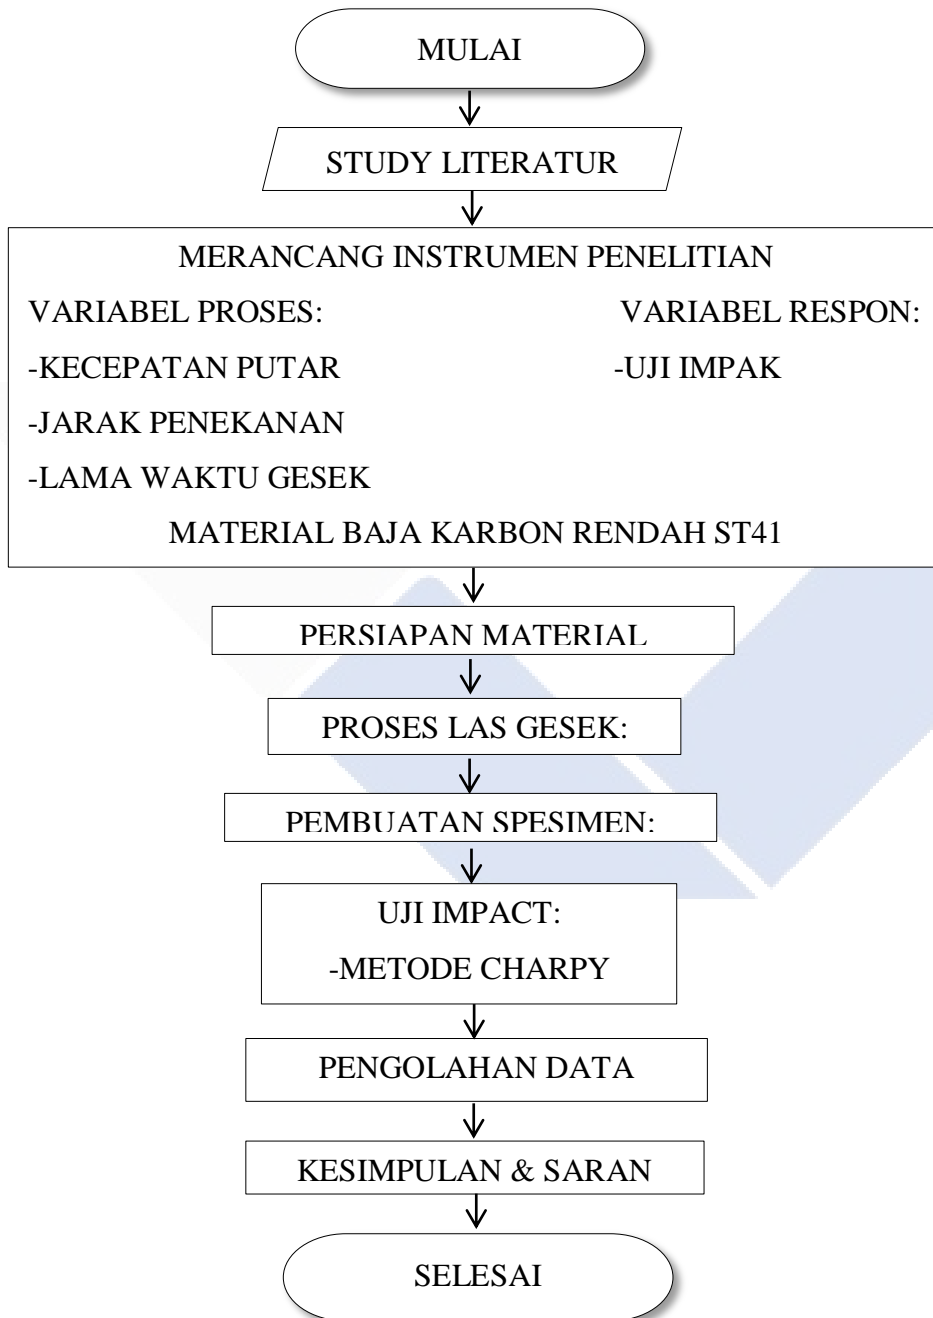 MULAI
STUDY LITERATUR
MERANCANG INSTRUMEN PENELITIAN
VARIABEL PROSES: VARIABEL RESPON:
-KECEPATAN PUTAR -UJI IMPAK
-JARAK PENEKANAN
-LAMA WAKTU GESEK
MATERIAL BAJA KARBON RENDAH ST41
PERSIAPAN MATERIAL
PROSES LAS GESEK:
PEMBUATAN SPESIMEN:
UJI IMPACT:
-METODE CHARPY
PENGOLAHAN DATA
KESIMPULAN & SARAN
SELESAI